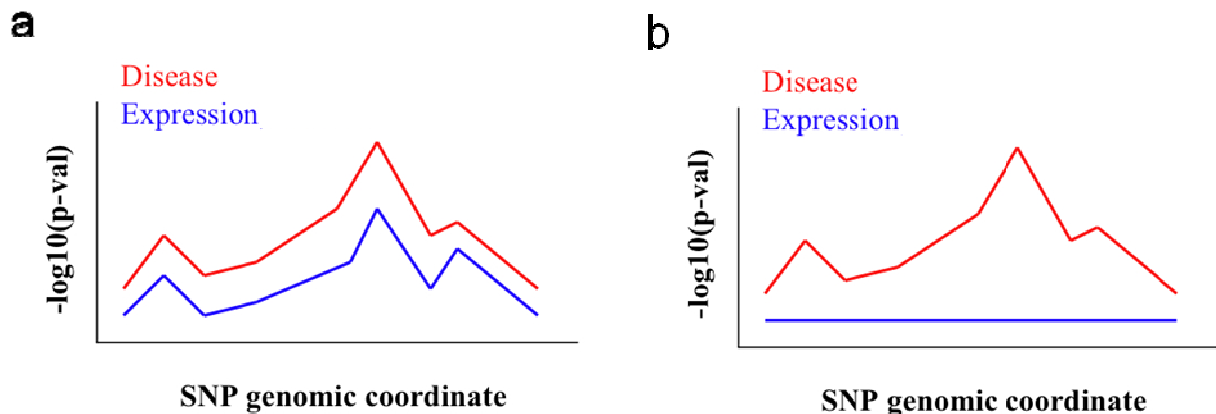 a
Disease
Expression
-log10(p-val)
SNP genomic coordinate
b
Disease
Expression
-log10(p-val)
SNP genomic coordinate